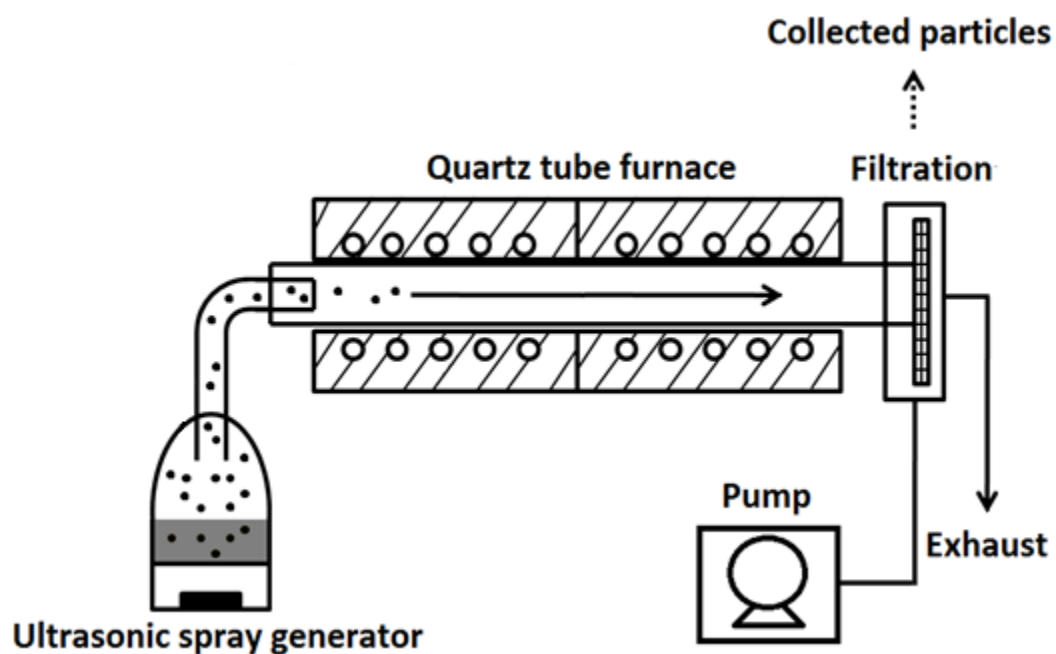 Collected particles
Quartz tube furnace
Filtration
Pump
Exhaust
Ultrasonic spray generator